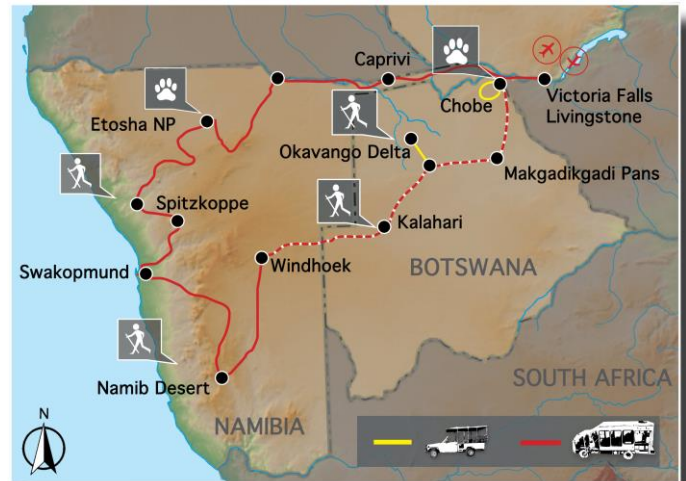 Caprivi
Etosha NP
Chobe
Victoria Falls
Livingstone
Okavango Delta
Makgadikgadi Pans
Spitzkoppe
Kalahari
Swakopmund
Windhoek
BOTSWANA
Namib Desert
SOUTH AFRICA
NAMIBIA
N